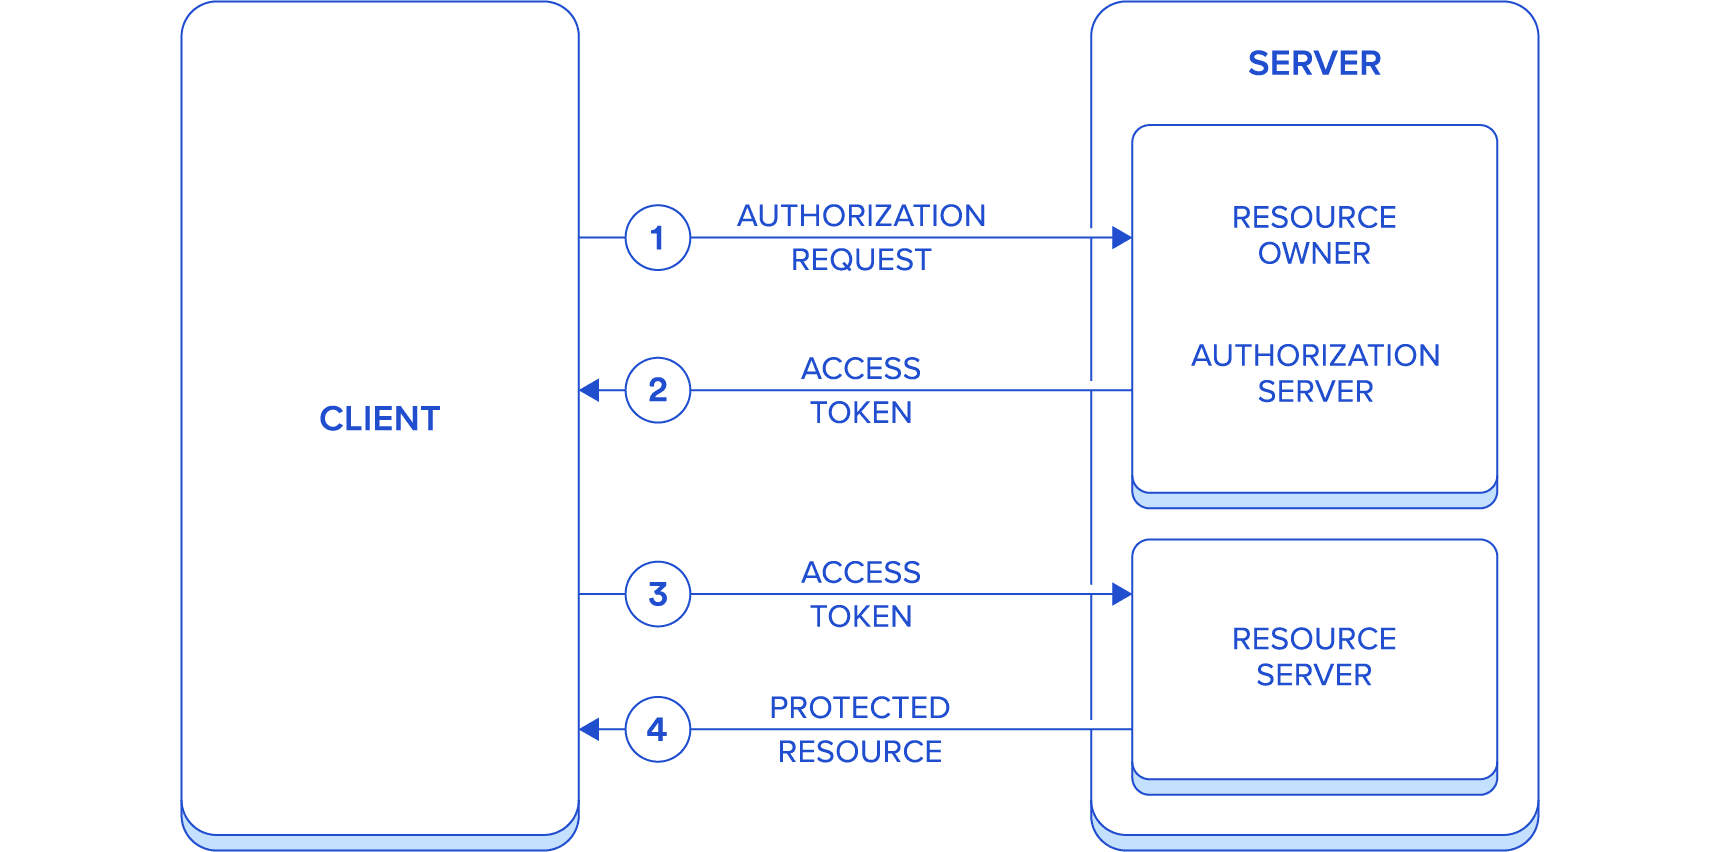 SERVER
1
AUTHORIZATION
REQUEST
RESOURCE
OWNER
2
ACCESS
TOKEN
AUTHORIZATION
SERVER
CLIENT
3
ACCESS
TOKEN
RESOURCE
SERVER
4
PROTECTED
RESOURCE